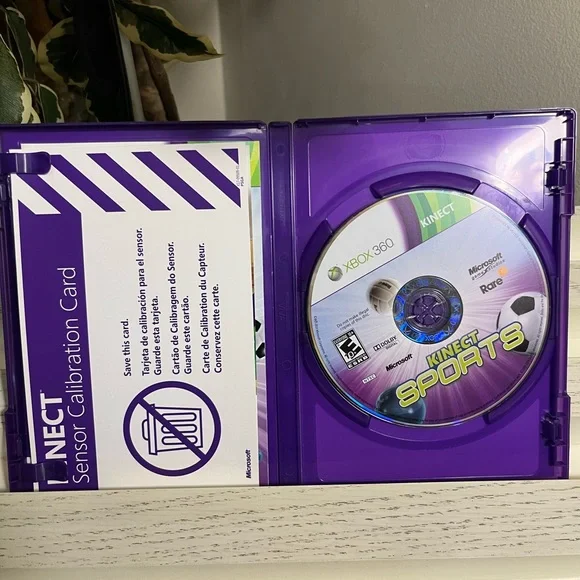 KINECT
Sensor Calibration Card
Save this card.
Tarjeta de calibración para el sensor.
Guarde esta tarjeta.
Cartão de Calibragem do Sensor.
Guarde este cartão.
Carte de Calibration du Capteur.
Conservez cette carte.
Microsoft
XBOX 360
KINECT
Microsoft
Rare
DOLBY
Microsoft
NTSC
KINECT
SPORTS